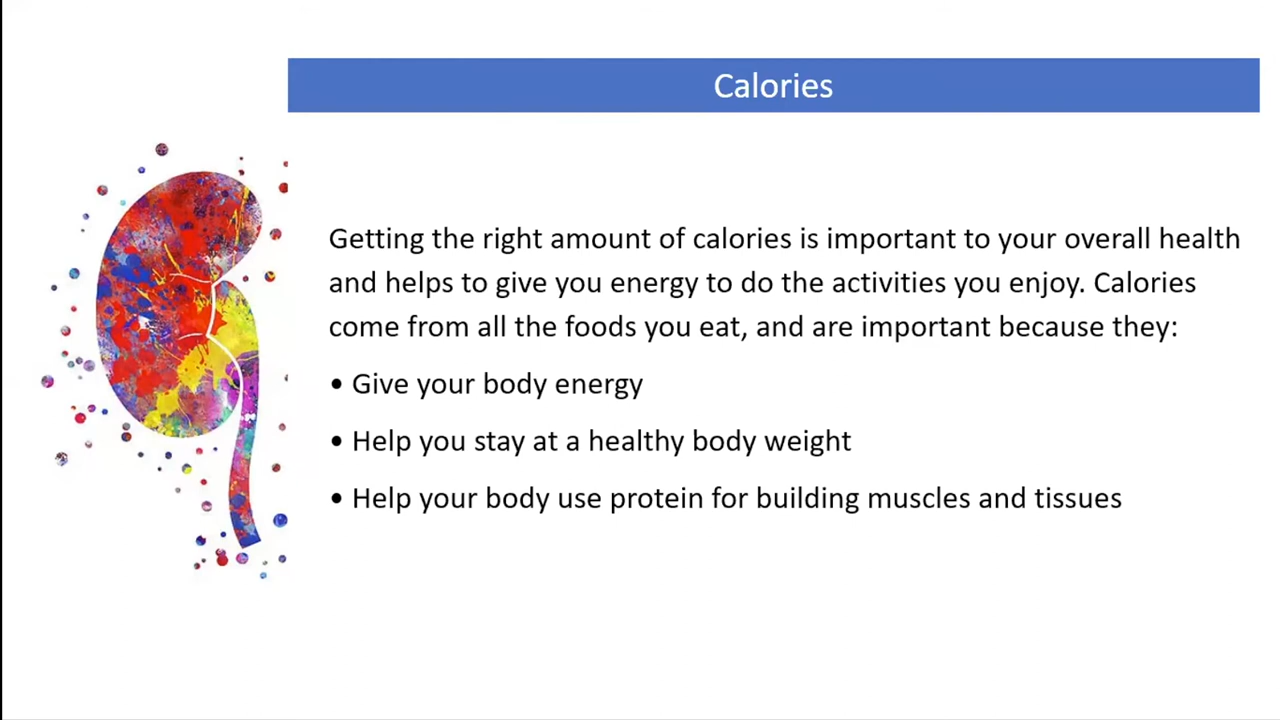 Calories
Getting the right amount of calories is important to your overall health
and helps to give you energy to do the activities you enjoy. Calories
come from all the foods you eat, and are important because they:
• Give your body energy
• Help you stay at a healthy body weight
• Help your body use protein for building muscles and tissues